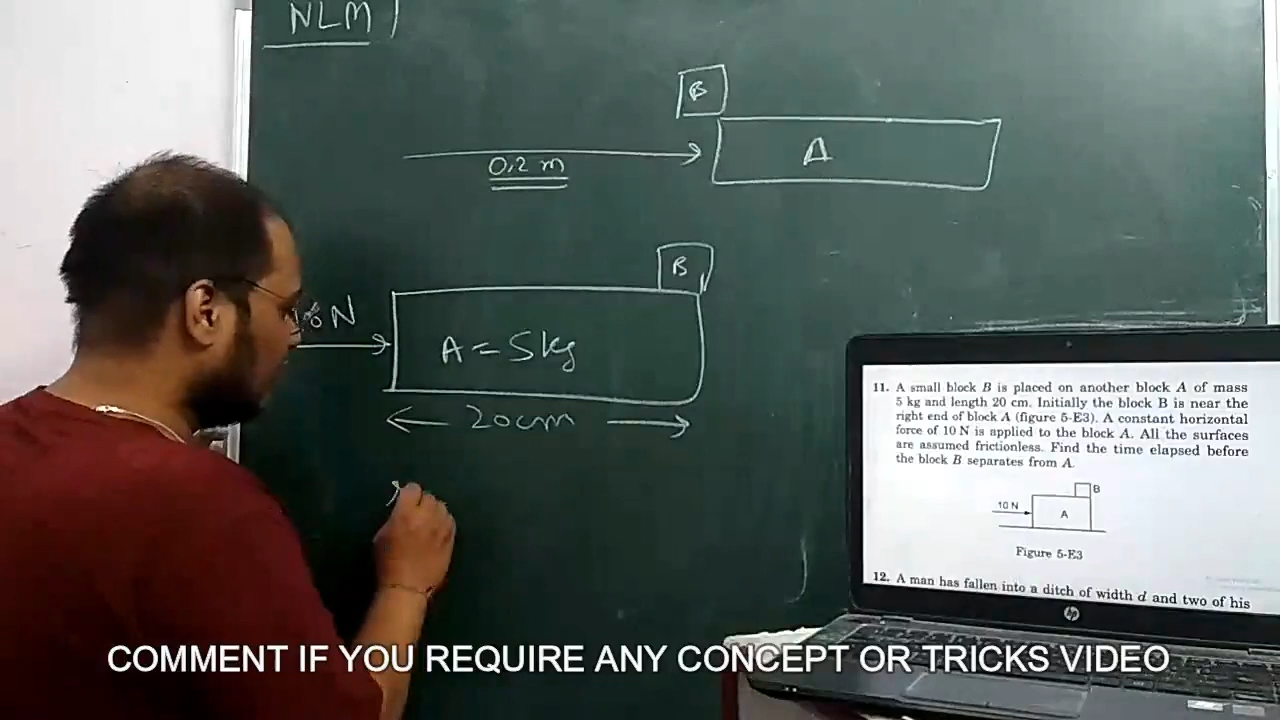 NLM
B
A
0.2 m
B
10 N
A = 5kg
20cm
11. A small block B is placed on another block A of mass
5 kg and length 20 cm. Initially the block B is near the
right end of block A (figure 5-E3). A constant horizontal
force of 10 N is applied to the block A. All the surfaces
are assumed frictionless. Find the time elapsed before
the block B separates from A.
B
10 N
A
Figure 5-E3
12. A man has fallen into a ditch of width d and two of his
hp
COMMENT IF YOU REQUIRE ANY CONCEPT OR TRICKS VIDEO